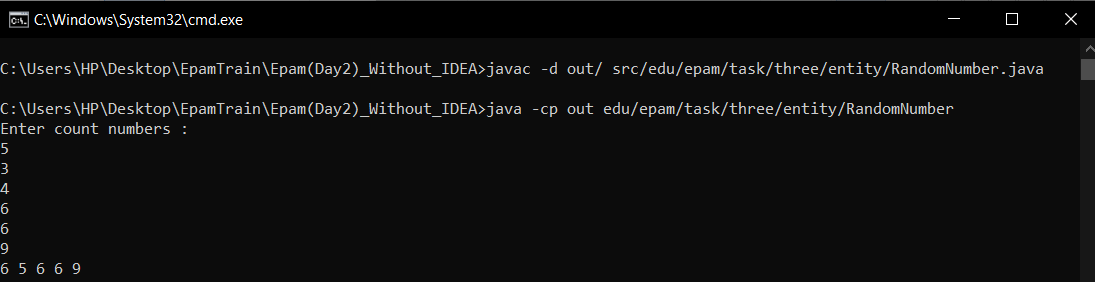 C:\Windows\System32\cmd.exe
C:\Users\HP\Desktop\EpamTrain\Epam(Day2)_Without_IDEA>javac -d out/ src/edu/epam/task/three/entity/RandomNumber.java
C:\Users\HP\Desktop\EpamTrain\Epam(Day2)_Without_IDEA>java -cp out edu/epam/task/three/entity/RandomNumber
Enter count numbers :
5
3
4
6
6
9
6 5 6 6 9